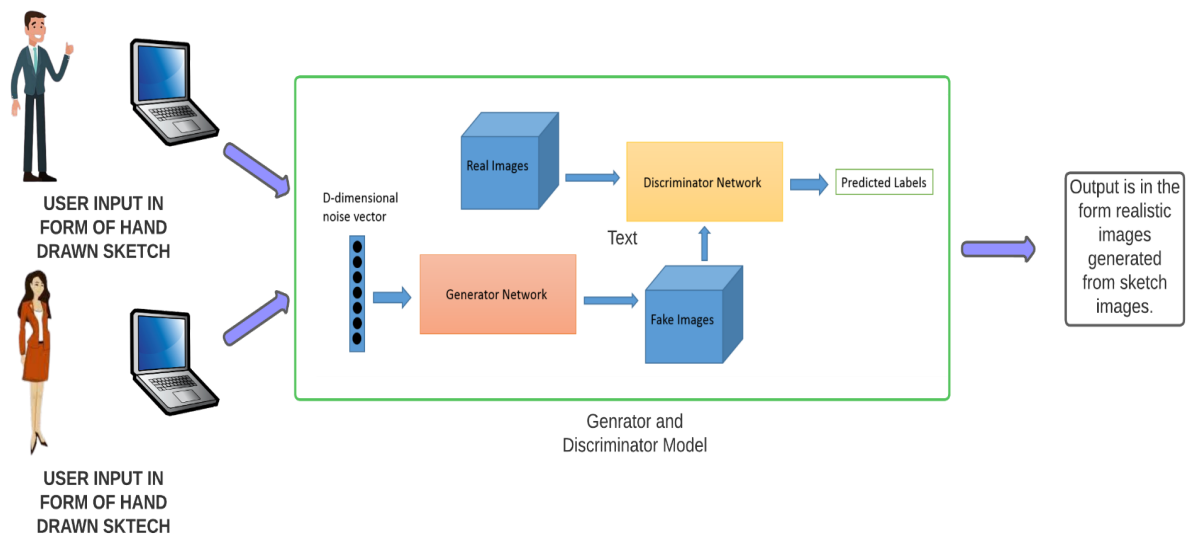 USER INPUT IN
FORM OF HAND
DRAWN SKETCH
USER INPUT IN
FORM OF HAND
DRAWN SKTECH
D-dimensional
noise vector
Real Images
Discriminator Network
Predicted Labels
Text
Generator Network
Fake Images
Genrator and
Discriminator Model
Output is in the
form realistic
images
generated
from sketch
images.